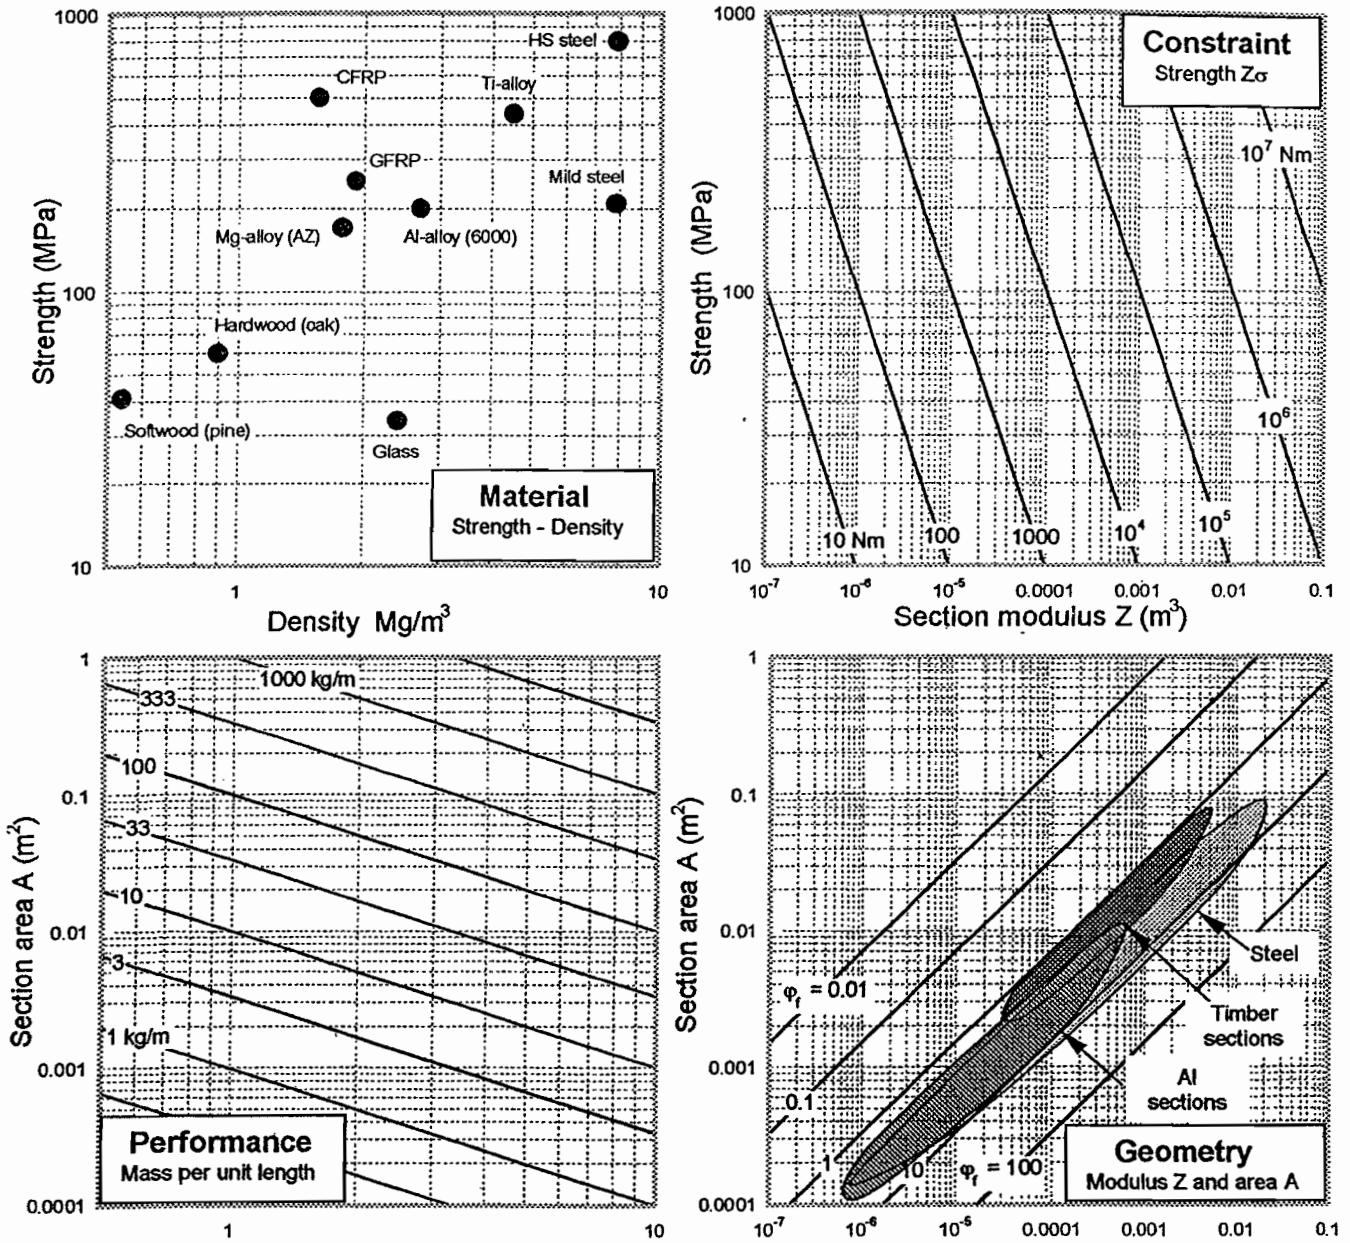 1000
HS steel
CFRP
Ti-alloy
GFRP
Mild steel
Mg-alloy (AZ)
Al-alloy (6000)
100
Hardwood (oak)
Softwood (pine)
Glass
Material
Strength - Density
10
1
10
Strength (MPa)
Density Mg/m³
1000
Constraint
Strength Zσ
10⁷ Nm
100
10⁶
10 Nm
100
1000
10⁴
10⁵
10
10⁻⁷
10⁻⁶
10⁻⁵
0.0001
0.001
0.01
0.1
Strength (MPa)
Section modulus Z (m³)
1
1000 kg/m
333
100
0.1
33
10
0.01
3
1 kg/m
0.001
Performance
Mass per unit length
0.0001
1
10
Section area A (m²)
1
0.1
0.01
Steel
φf = 0.01
Timber
sections
0.001
Al
sections
0.1
1
10
φf = 100
Geometry
Modulus Z and area A
0.0001
10⁻⁷
10⁻⁶
10⁻⁵
0.0001
0.001
0.01
0.1
Section area A (m²)